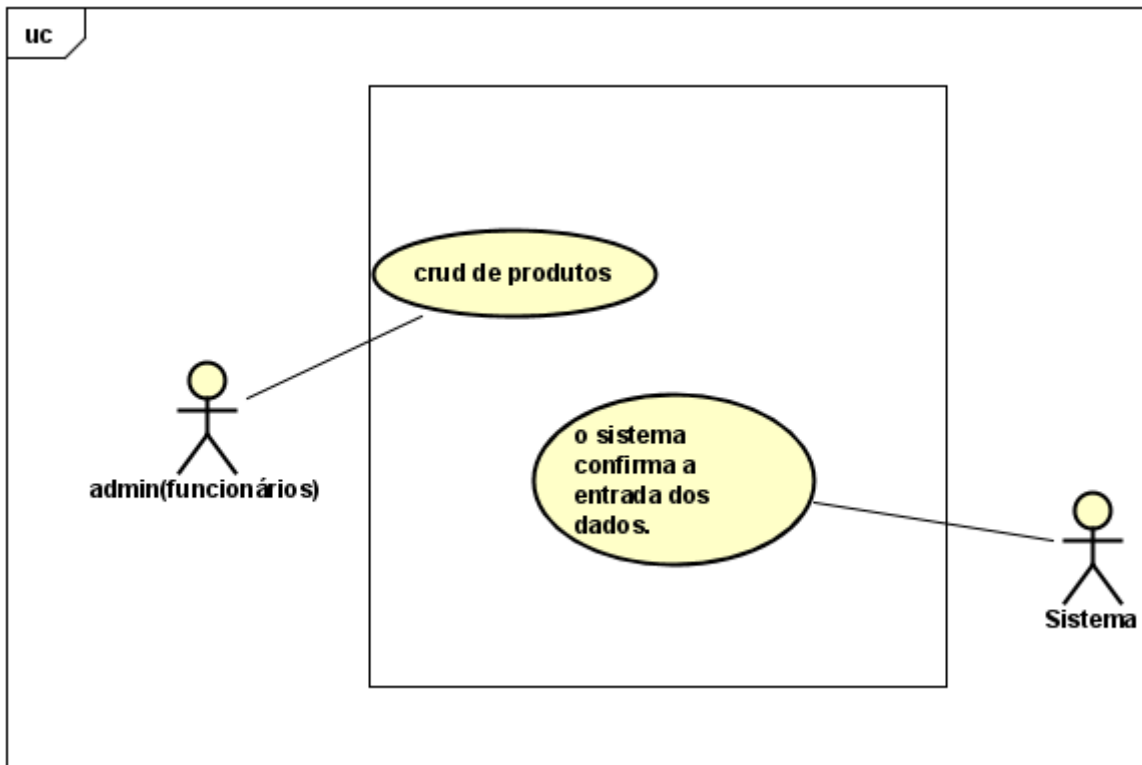 uc
crud de produtos
admin(funcionários)
o sistema
confirma a
entrada dos
dados.
Sistema